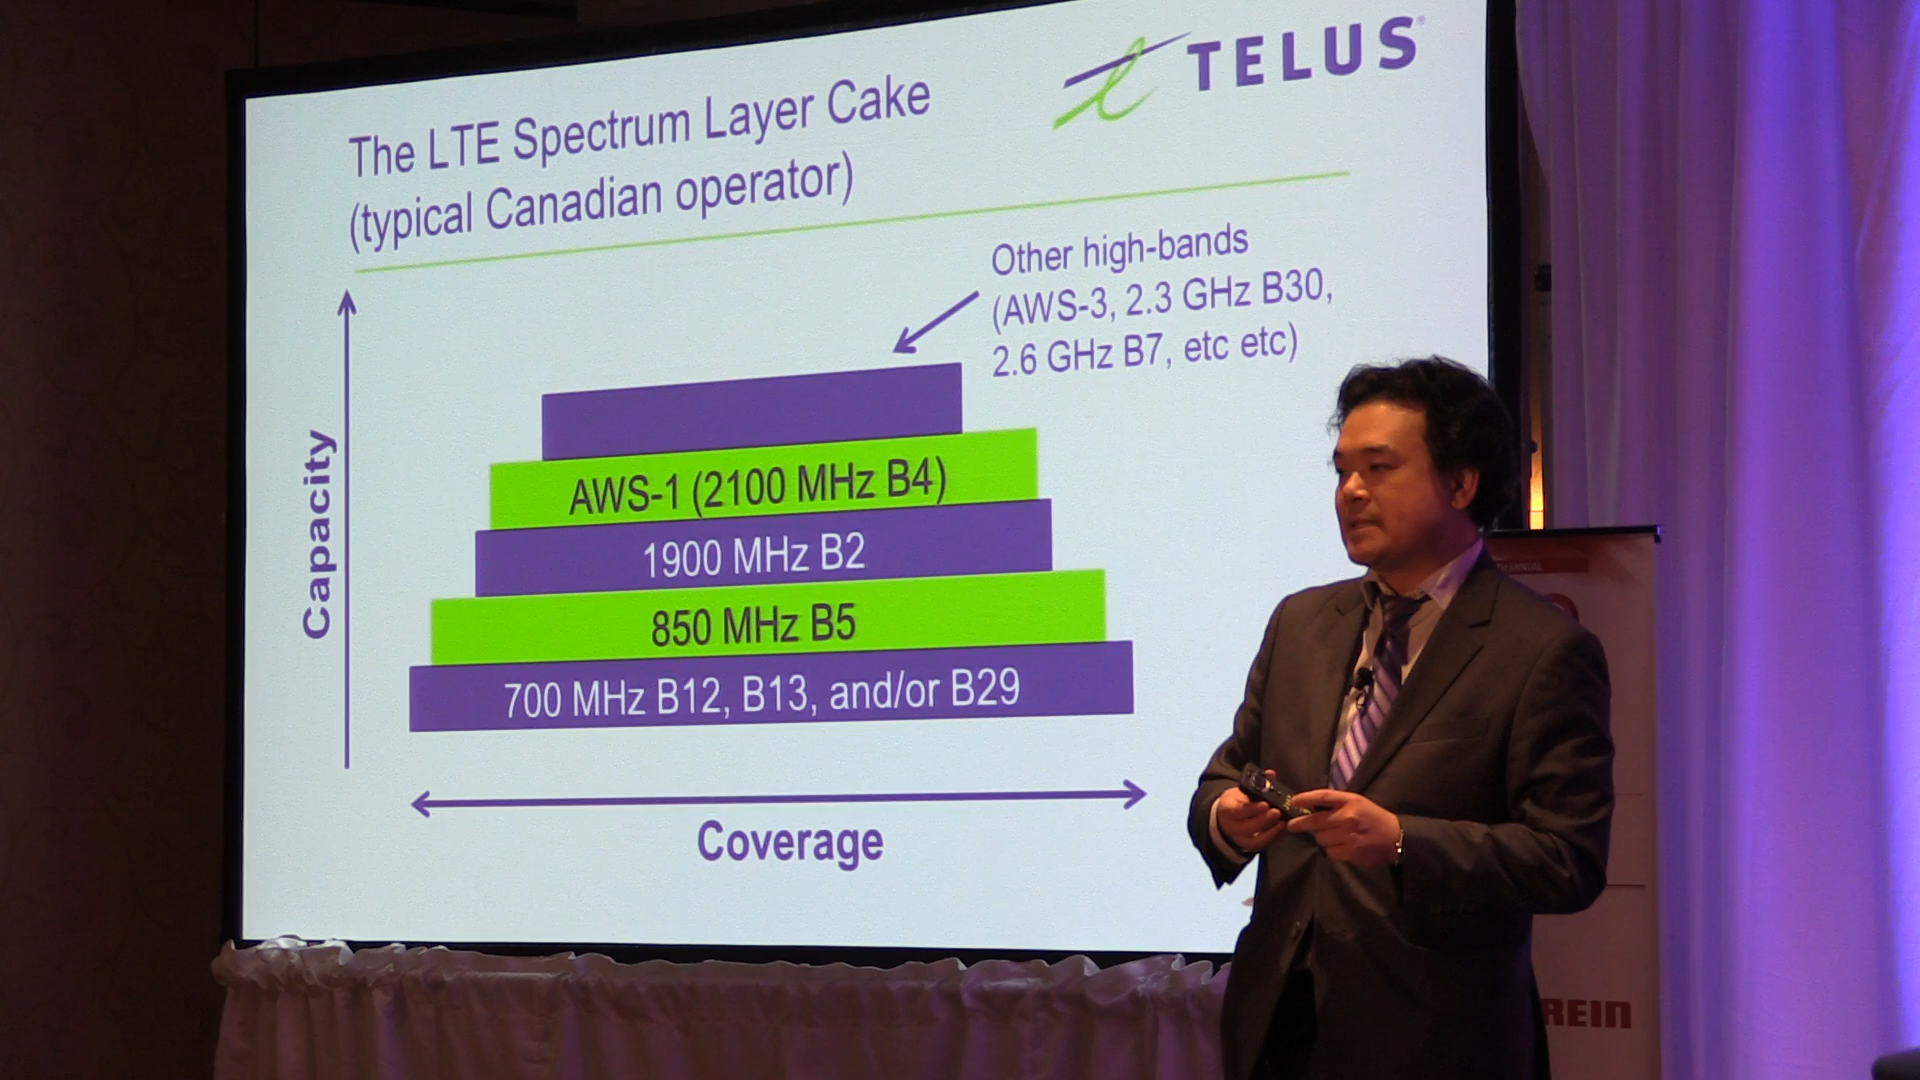 The LTE Spectrum Layer Cake
(typical Canadian operator)
TELUS
Other high-bands
(AWS-3, 2.3 GHz B30,
2.6 GHz B7, etc etc)
Capacity
AWS-1 (2100 MHz B4)
1900 MHz B2
850 MHz B5
700 MHz B12, B13, and/or B29
Coverage
ANNUAL
REIN